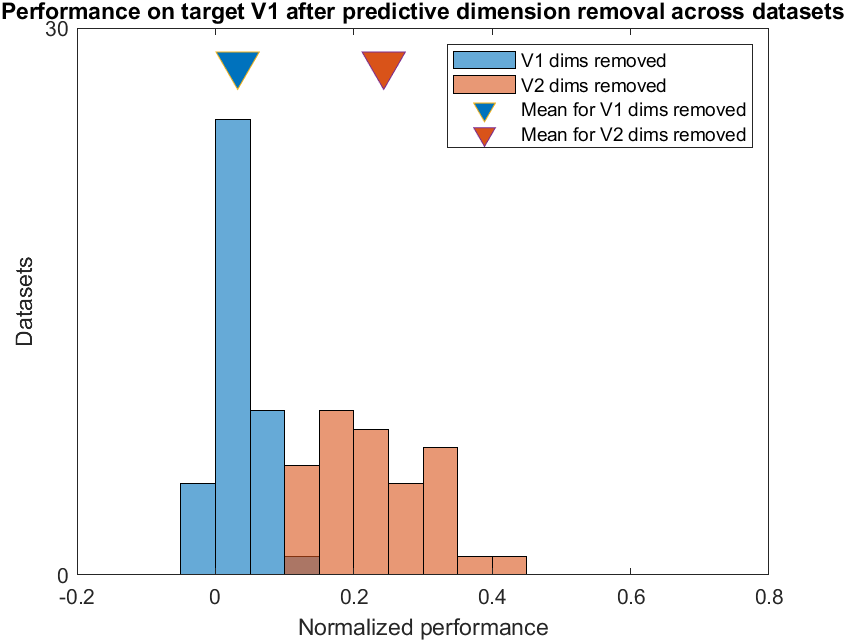 Performance on target V1 after predictive dimension removal across datasets
30
V1 dims removed
V2 dims removed
Mean for V1 dims removed
Mean for V2 dims removed
Datasets
0
-0.2
0
0.2
0.4
0.6
0.8
Normalized performance